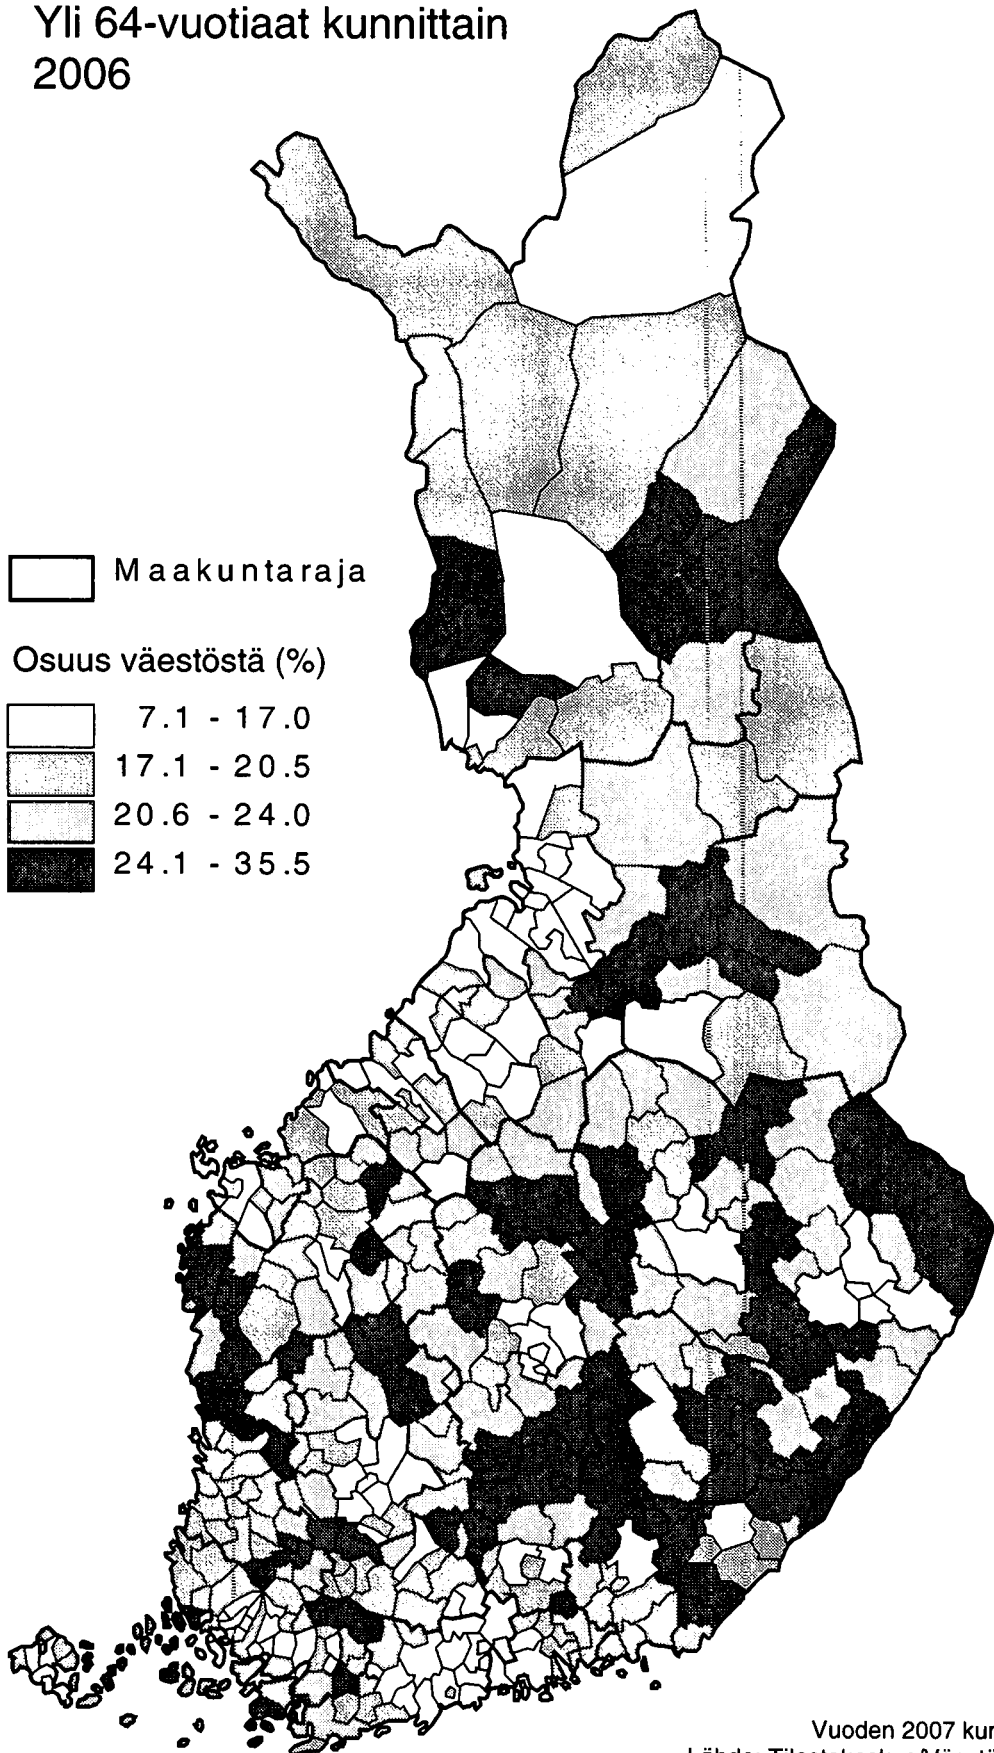 Yli 64-vuotiaat kunnittain
2006
Maakuntaraja
Osuus väestöstä (%)
7.1 - 17.0
17.1 - 20.5
20.6 - 24.0
24.1 - 35.5
Vuoden 2007